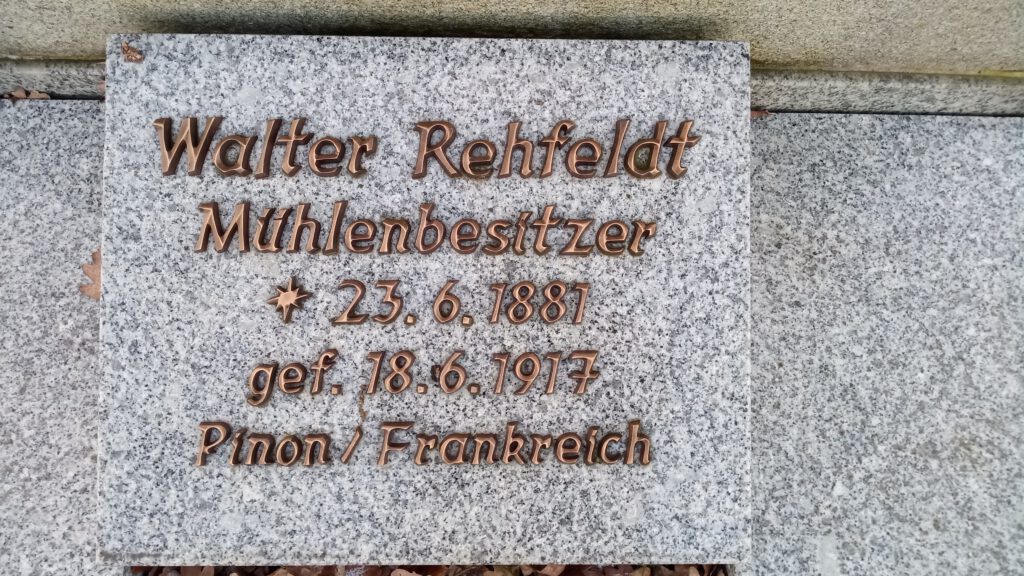 Walter Rehfeldt
Mühlenbesitzer
* 23.6.1881
gef. 18.6.1917
Pinon/Frankreich